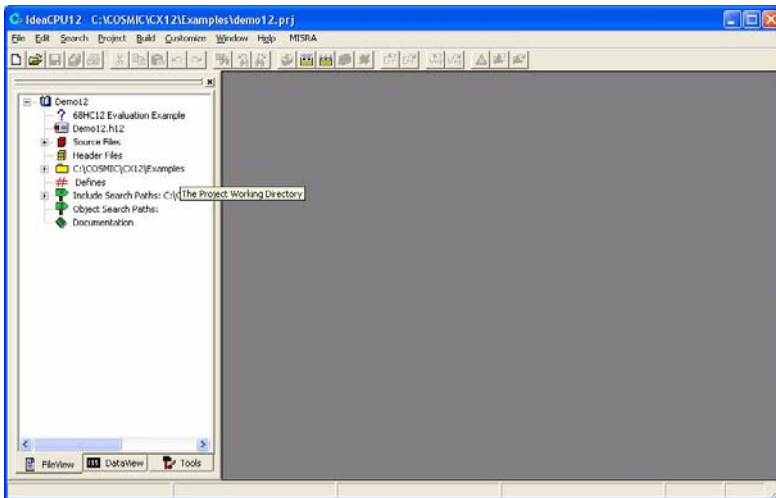 IdeaCPU12 C:\COSMIC\CX12\Examples\demo12.prj
File Edit Search Project Build Customize Window Help MISRA
Demo12
68HC12 Evaluation Example
Demo12.h12
Source Files
Header Files
C:\COSMIC\CX12\Examples
Defines
Include Search Paths: C:\C
The Project Working Directory
Object Search Paths:
Documentation
FileView DataView Tools